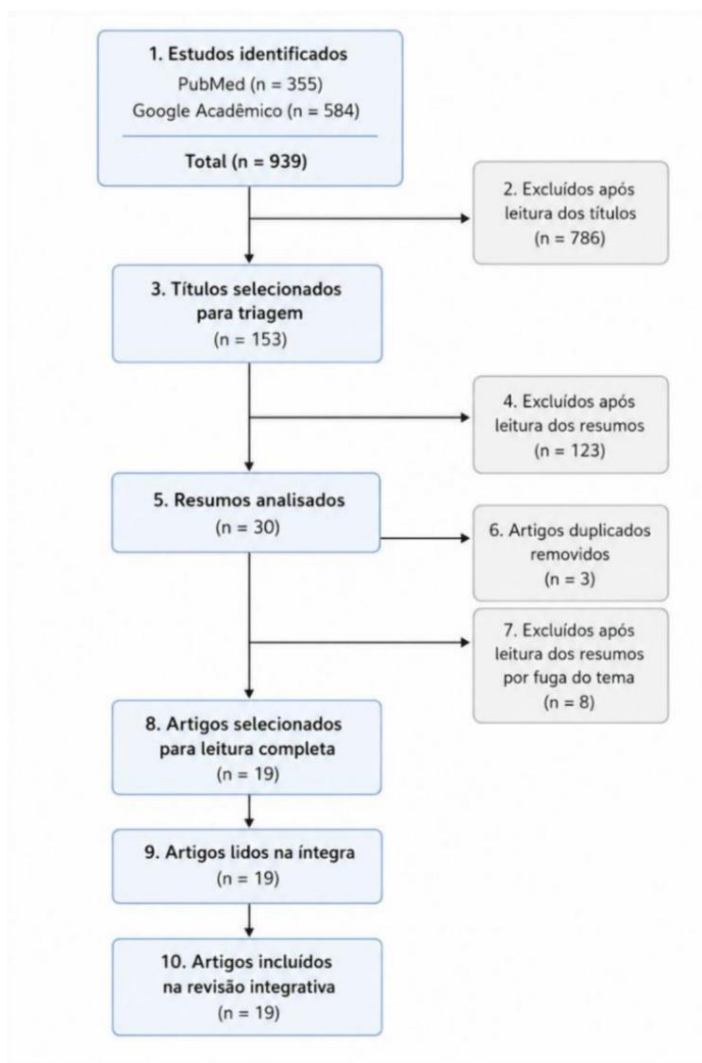 1. Estudos identificados
PubMed (n = 355)
Google Acadêmico (n = 584)
Total (n = 939)
2. Excluídos após
leitura dos títulos
(n = 786)
3. Títulos selecionados
para triagem
(n = 153)
4. Excluídos após
leitura dos resumos
(n = 123)
5. Resumos analisados
(n = 30)
6. Artigos duplicados
removidos
(n = 3)
7. Excluídos após
leitura dos resumos
por fuga do tema
(n = 8)
8. Artigos selecionados
para leitura completa
(n = 19)
9. Artigos lidos na íntegra
(n = 19)
10. Artigos incluídos
na revisão integrativa
(n = 19)